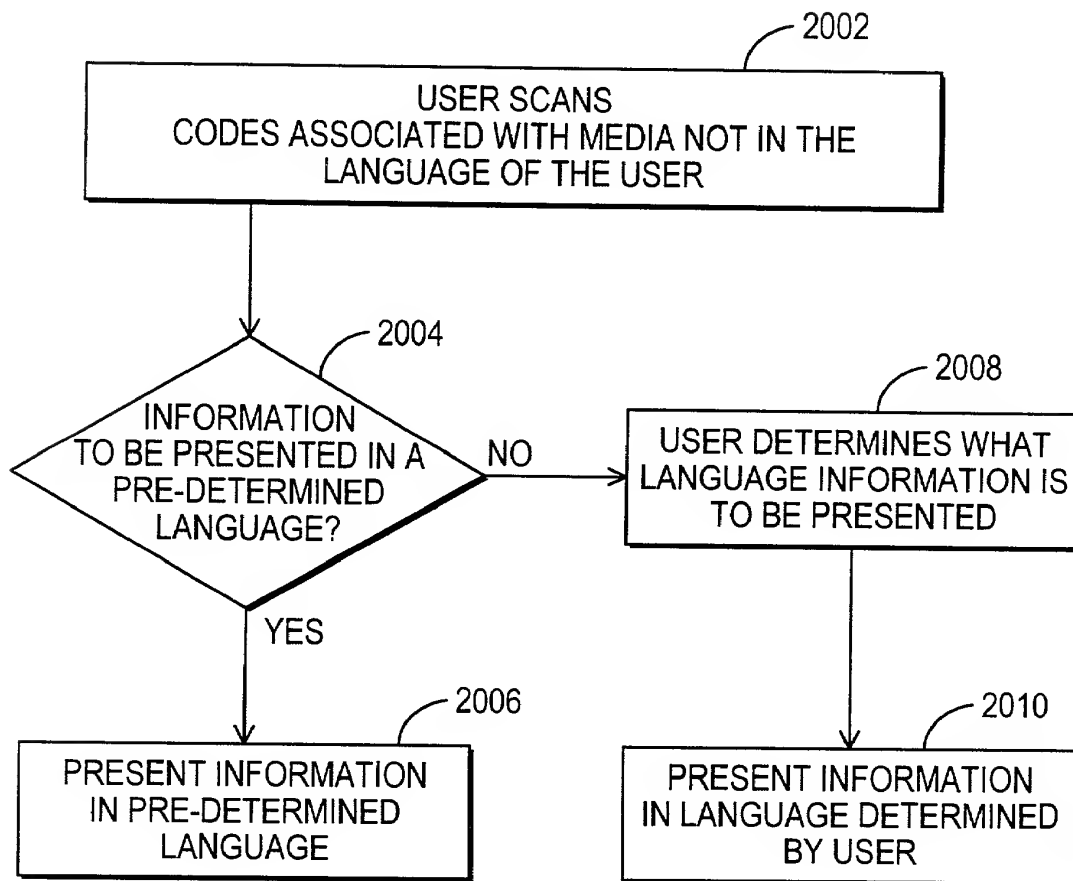 2002
USER SCANS
CODES ASSOCIATED WITH MEDIA NOT IN THE
LANGUAGE OF THE USER
2004
INFORMATION
TO BE PRESENTED IN A
PRE-DETERMINED
LANGUAGE?
NO
YES
2008
USER DETERMINES WHAT
LANGUAGE INFORMATION IS
TO BE PRESENTED
2006
PRESENT INFORMATION
IN PRE-DETERMINED
LANGUAGE
2010
PRESENT INFORMATION
IN LANGUAGE DETERMINED
BY USER